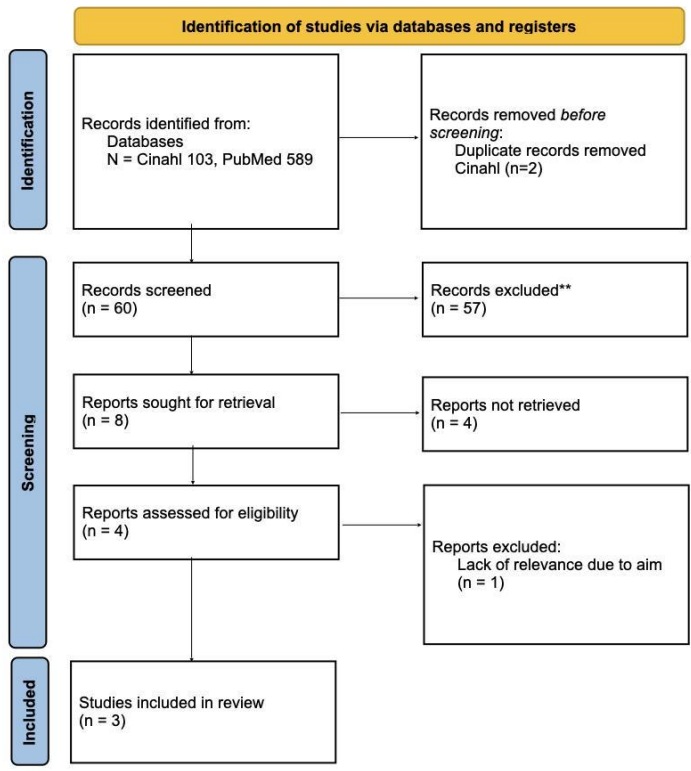 Identification of studies via databases and registers
Identification
Records identified from:
Databases
N = Cinahl 103, PubMed 589
Records removed before
screening:
Duplicate records removed
Cinahl (n=2)
Screening
Records screened
(n = 60)
Records excluded**
(n = 57)
Reports sought for retrieval
(n = 8)
Reports not retrieved
(n = 4)
Reports assessed for eligibility
(n = 4)
Reports excluded:
Lack of relevance due to aim
(n = 1)
Included
Studies included in review
(n = 3)